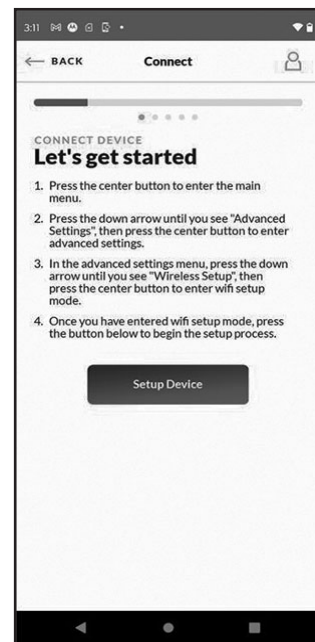 3:11
← BACK Connect
CONNECT DEVICE
Let's get started
1. Press the center button to enter the main
menu.
2. Press the down arrow until you see "Advanced
Settings", then press the center button to enter
advanced settings.
3. In the advanced settings menu, press the down
arrow until you see "Wireless Setup", then
press the center button to enter wifi setup
mode.
4. Once you have entered wifi setup mode, press
the button below to begin the setup process.
Setup Device